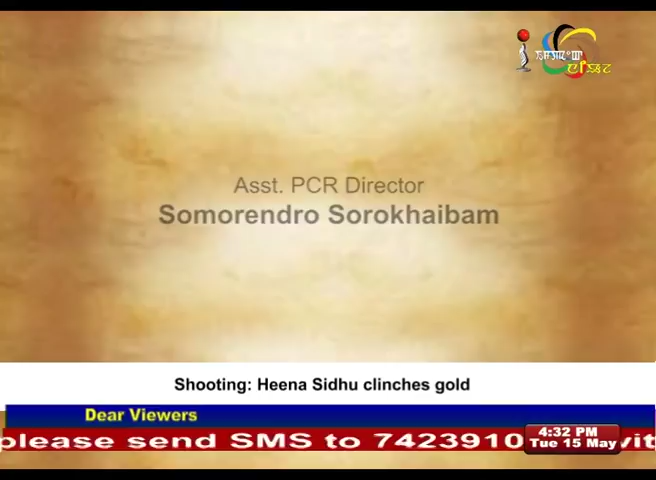 Asst. PCR Director
Somorendro Sorokhaibam
Shooting: Heena Sidhu clinches gold
Dear Viewers
please send SMS to 7423910
4:32 PM
Tue 15 May